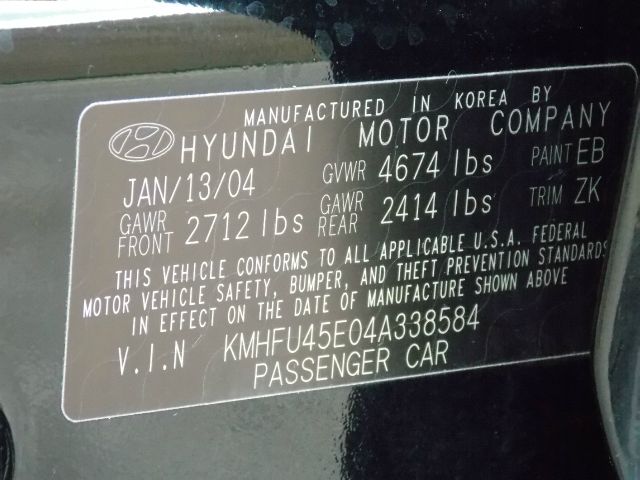 MANUFACTURED IN KOREA BY
HYUNDAI MOTOR COMPANY
JAN/13/04 GVWR 4674 lbs PAINT EB
GAWR FRONT 2712 lbs GAWR REAR 2414 lbs TRIM ZK
THIS VEHICLE CONFORMS TO ALL APPLICABLE U.S.A. FEDERAL
MOTOR VEHICLE SAFETY, BUMPER, AND THEFT PREVENTION STANDARDS
IN EFFECT ON THE DATE OF MANUFACTURE SHOWN ABOVE
V.I.N KMHFU45E04A338584
PASSENGER CAR